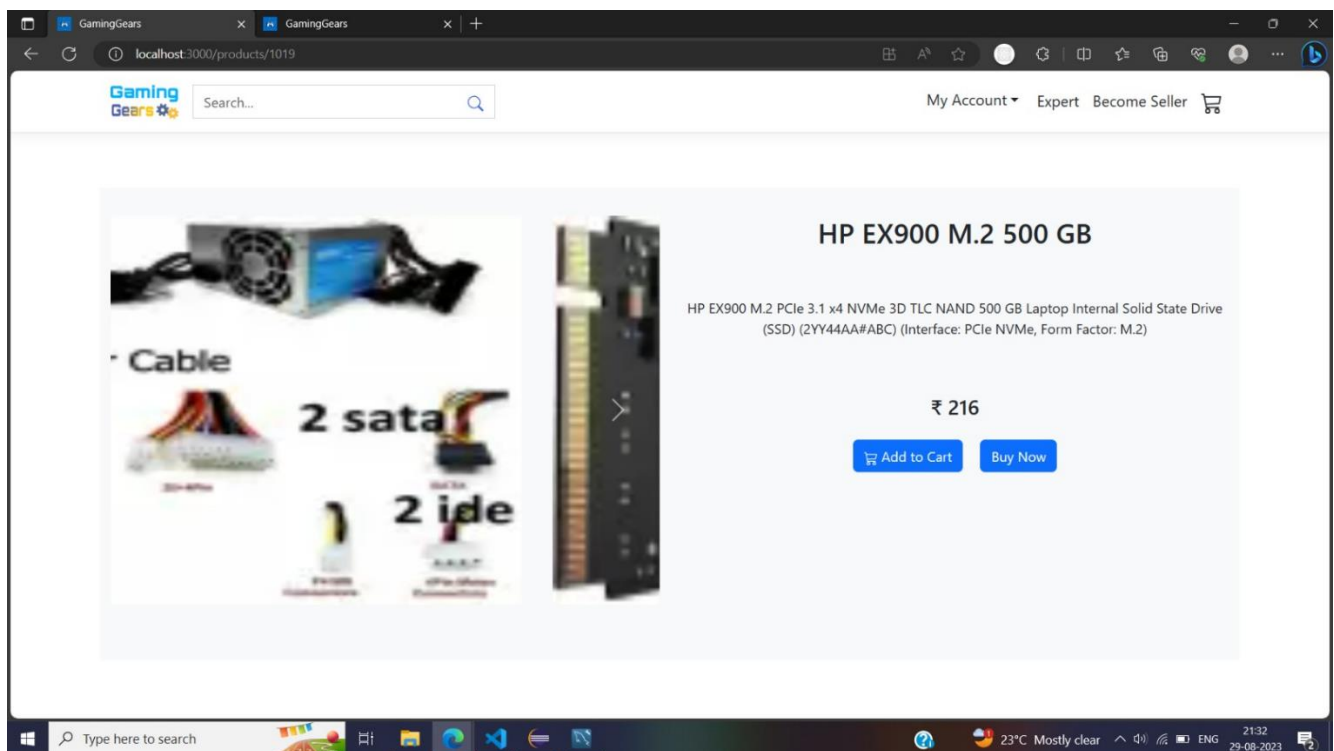 GamingGears
GamingGears
localhost:3000/products/1019
Gaming
Gears
Search...
My Account
Expert
Become Seller
HP EX900 M.2 500 GB
HP EX900 M.2 PCIe 3.1 x4 NVMe 3D TLC NAND 500 GB Laptop Internal Solid State Drive
(SSD) (2YY44AA#ABC) (Interface: PCIe NVMe, Form Factor: M.2)
₹ 216
Add to Cart
Buy Now
r Cable
2 sata
2 ide
Type here to search
23°C Mostly clear
ENG
21:32
29-08-2023
2